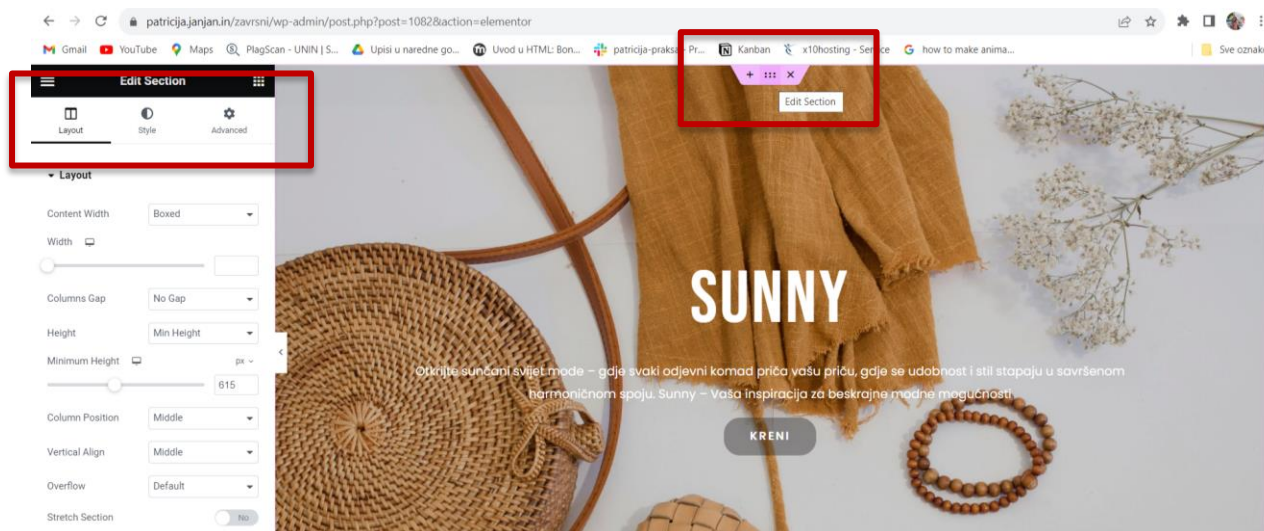 patricija.janjan.in/zavrsni/wp-admin/post.php?post=1082&action=elementor
Gmail YouTube Maps PlagScan - UNIN | S... Upisi u naredne go... Uvod u HTML: Bon... patricija-praksa - Pr... Kanban x10hosting - Service how to make anima... Sve oznake
Edit Section
+ ⁝⁝⁝ ×
Edit Section
Layout Style Advanced
Layout
Content Width Boxed
Width
Columns Gap No Gap
Height Min Height
Minimum Height px
615
Column Position Middle
Vertical Align Middle
Overflow Default
Stretch Section No
SUNNY
Otkrijte sunčani svijet mode – gdje svaki odjevni komad priča vašu priču, gdje se udobnost i stil stapaju u savršenom
harmoničnom spoju. Sunny – Vaša inspiracija za beskrajne modne mogućnosti
KRENI